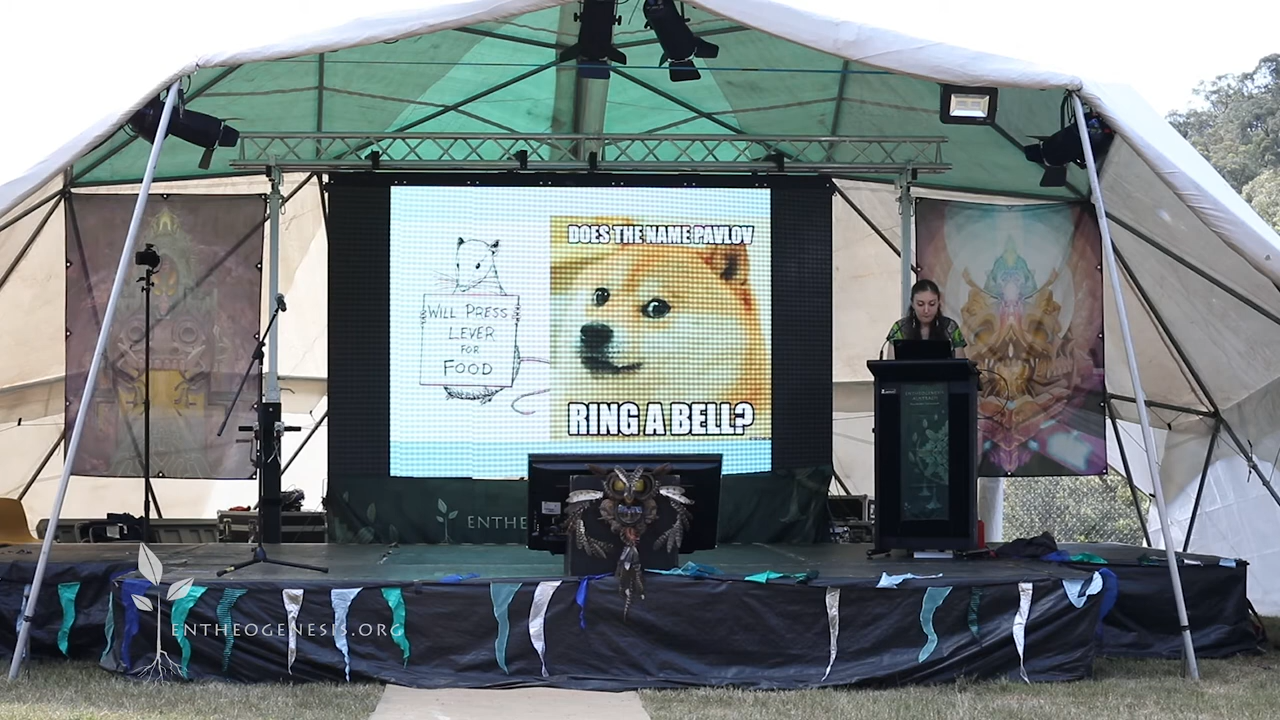 DOES THE NAME PAVLOV
WILL PRESS
LEVER
FOR
FOOD
RING A BELL?
ENTHE
ENTHEOGENESIS.ORG